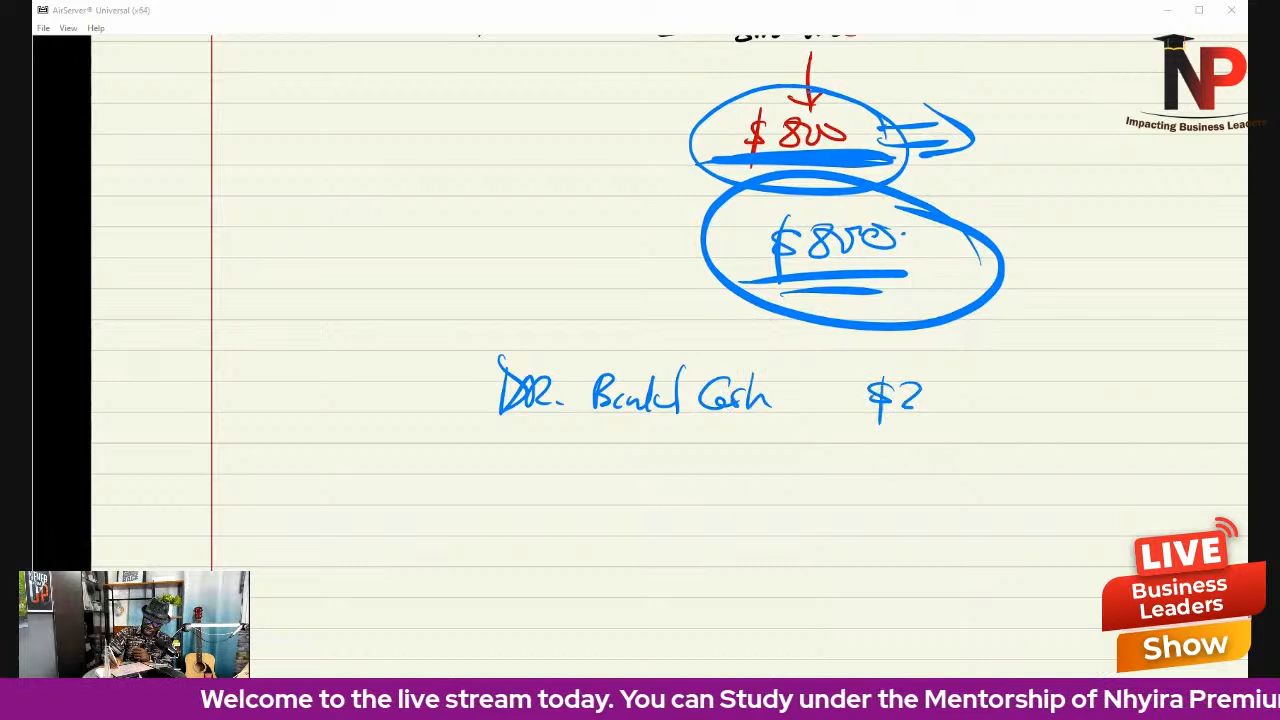 AirServer® Universal (x64)
File View Help
$ 800
$ 800.
DR. Bank/Cash $2
NP
Impacting Business Leaders
LIVE
Business
Leaders
Show
Welcome to the live stream today. You can Study under the Mentorship of Nhyira Premiu